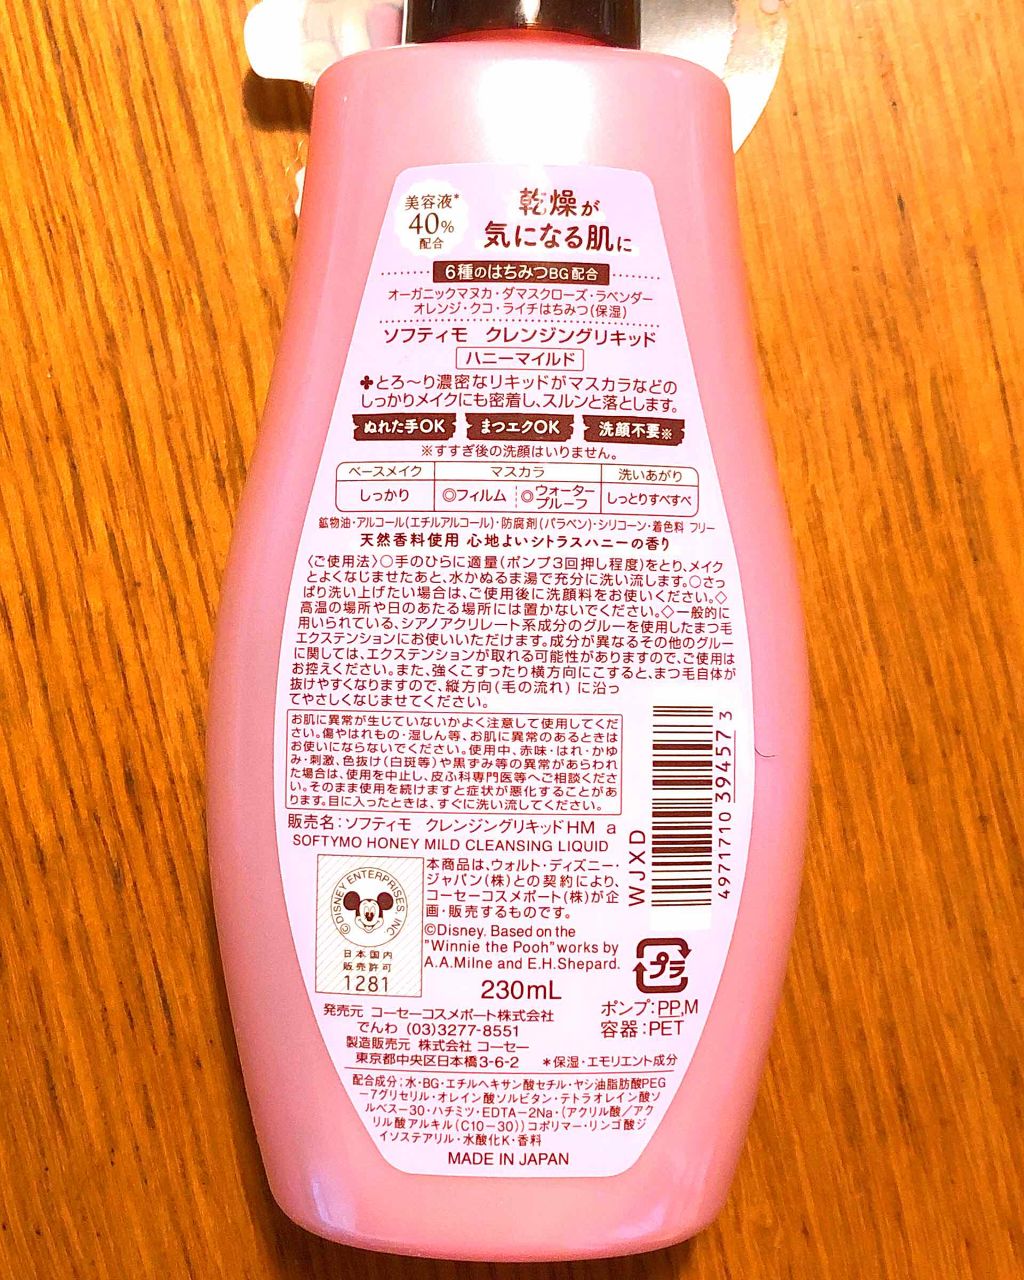 美容液*
40%
配合
乾燥が
気になる肌に
6種のはちみつBG配合
オーガニックマヌカ・ダマスクローズ・ラベンダー
オレンジ・クコ・ライチはちみつ(保湿)
ソフティモ クレンジングリキッド
ハニーマイルド
✤とろ〜り濃密なリキッドがマスカラなどの
しっかりメイクにも密着し、スルンと落とします。
ぬれた手OK まつエクOK 洗顔不要※
※すすぎ後の洗顔はいりません。
ベースメイク マスカラ 洗いあがり
しっかり ◎フィルム ◎ウォータープルーフ しっとりすべすべ
鉱物油・アルコール(エチルアルコール)・防腐剤(パラベン)・シリコーン・着色料 フリー
天然香料使用 心地よいシトラスハニーの香り
〈ご使用法〉○手のひらに適量(ポンプ3回押し程度)をとり、メイク
とよくなじませたあと、水かぬるま湯で充分に洗い流します。○さっ
ぱり洗い上げたい場合は、ご使用後に洗顔料をお使いください。◇
高温の場所や日のあたる場所には置かないでください。◇一般的に
用いられている、シアノアクリレート系成分のグルーを使用したまつ毛
エクステンションにお使いいただけます。成分が異なるその他のグルー
に関しては、エクステンションが取れる可能性がありますので、ご使用は
お控えください。また、強くこすったり横方向にこすると、まつ毛自体が
抜けやすくなりますので、縦方向(毛の流れ)に沿っ
てやさしくなじませてください。
お肌に異常が生じていないかよく注意して使用してくだ
さい。傷やはれもの・湿しん等、お肌に異常のあるときは
お使いにならないでください。使用中、赤味・はれ・かゆ
み・刺激、色抜け(白斑等)や黒ずみ等の異常があらわれ
た場合は、使用を中止し、皮ふ科専門医等へご相談くださ
い。そのまま使用を続けますと症状が悪化することがあ
ります。目に入ったときは、すぐに洗い流してください。
販売名:ソフティモ クレンジングリキッドHM a
SOFTYMO HONEY MILD CLEANSING LIQUID
WJXD
4971710394573
©DISNEY ENTERPRISES, INC
日本国内
販売許可
1281
本商品は、ウォルト・ディズニー・
ジャパン(株)との契約により、
コーセーコスメポート(株)が企
画・販売するものです。
©Disney. Based on the
"Winnie the Pooh" works by
A.A.Milne and E.H.Shepard.
230mL
プラ
ポンプ:PP,M
容器:PET
発売元 コーセーコスメポート株式会社
でんわ (03)3277-8551
製造販売元 株式会社 コーセー
東京都中央区日本橋3-6-2 *保湿・エモリエント成分
配合成分:水・BG・エチルヘキサン酸セチル・ヤシ油脂肪酸PEG
-7グリセリル・オレイン酸ソルビタン・テトラオレイン酸ソ
ルベス-30・ハチミツ・EDTA-2Na・(アクリル酸/アク
リル酸アルキル(C10-30))コポリマー・リンゴ酸ジ
イソステアリル・水酸化K・香料
MADE IN JAPAN